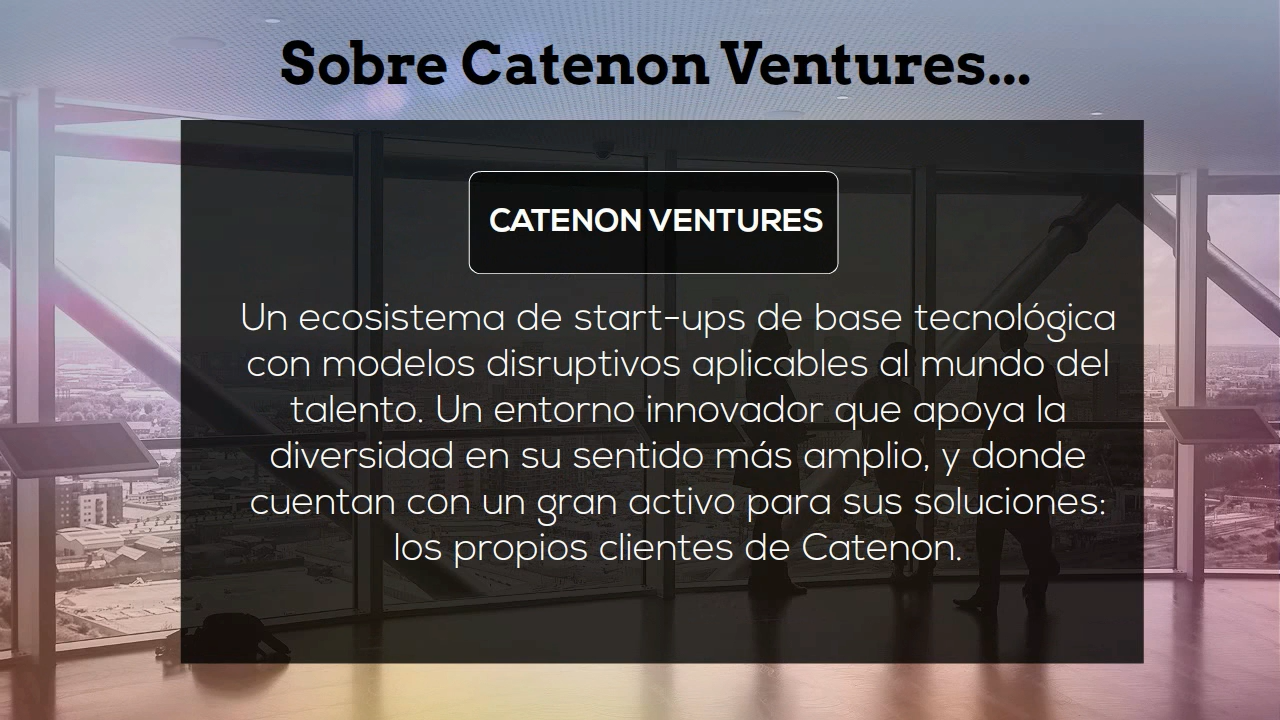 Sobre Catenon Ventures...
CATENON VENTURES
Un ecosistema de start-ups de base tecnológica
con modelos disruptivos aplicables al mundo del
talento. Un entorno innovador que apoya la
diversidad en su sentido más amplio, y donde
cuentan con un gran activo para sus soluciones:
los propios clientes de Catenon.